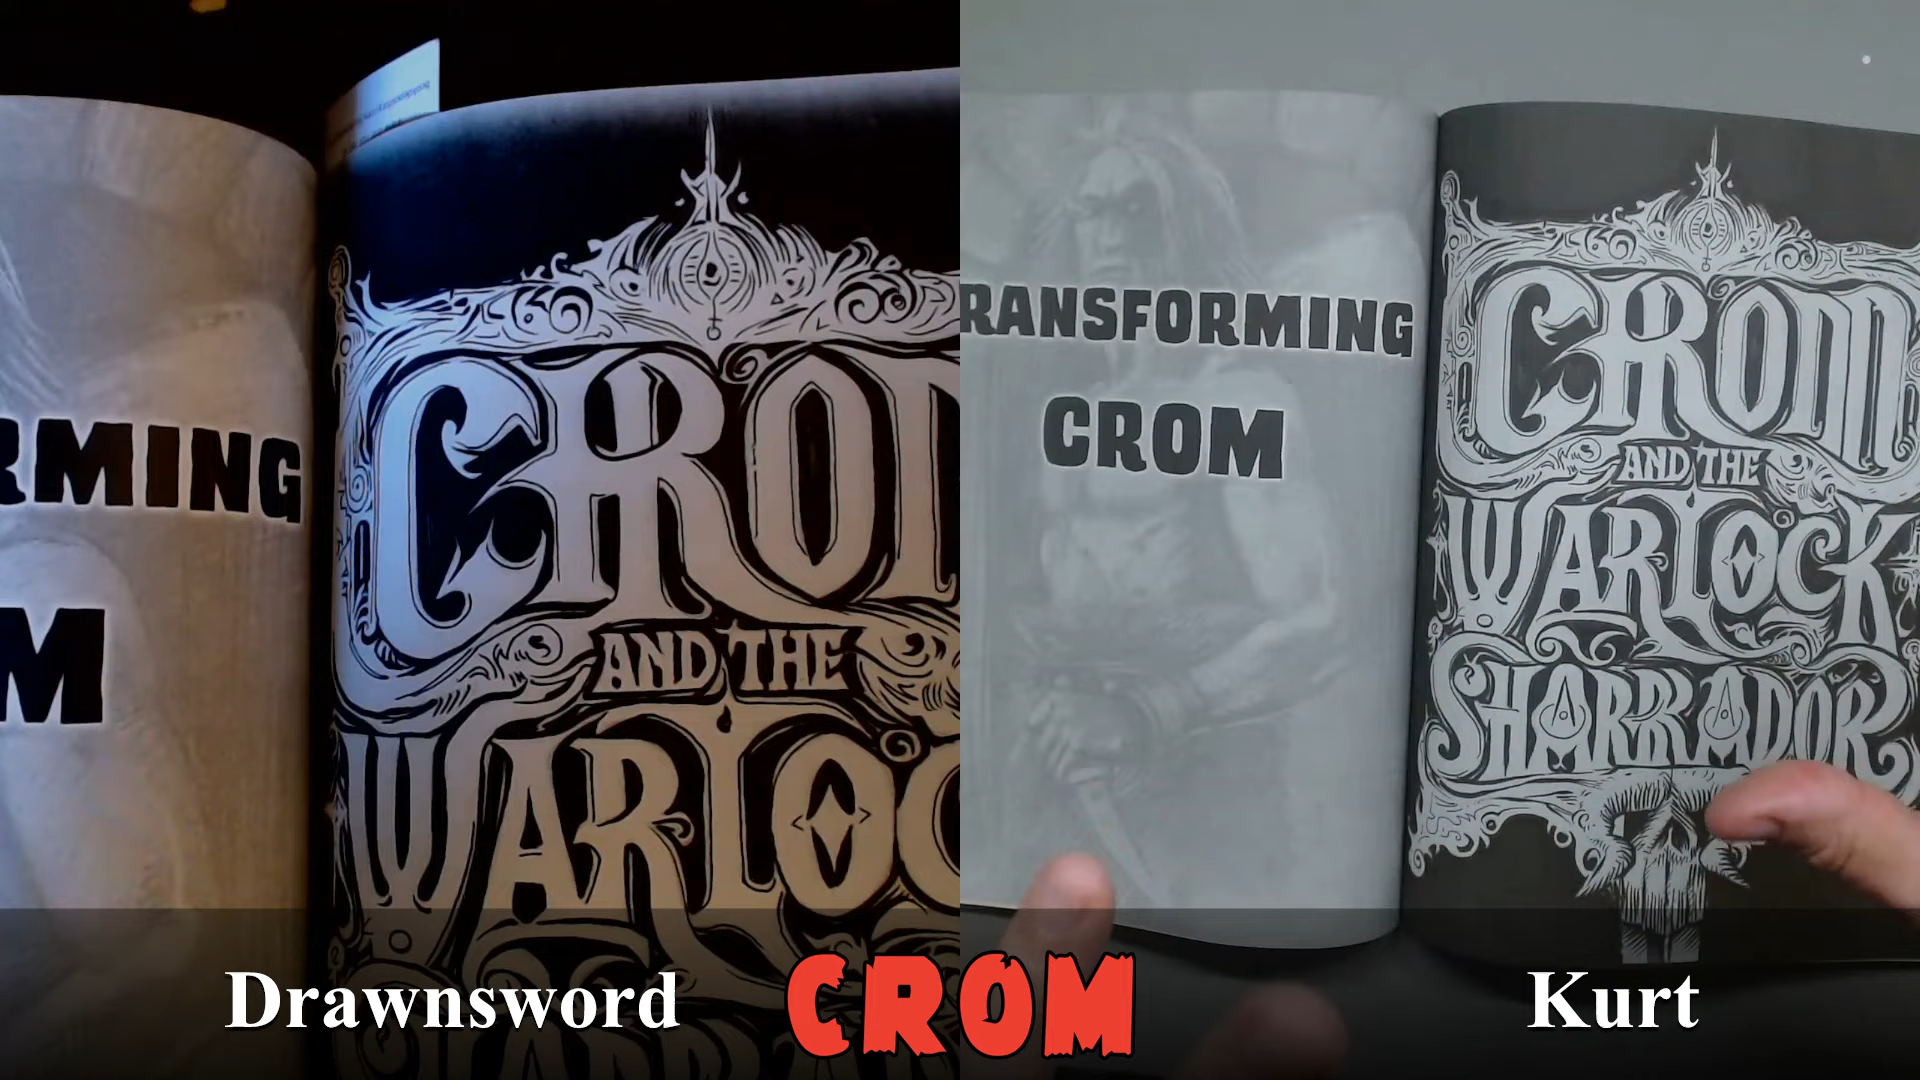 RMING
M
CROM
AND THE
WARLOC
RANSFORMING
CROM
CROM
AND THE
WARLOCK
SHARRADOR
Drawnsword
CROM
Kurt